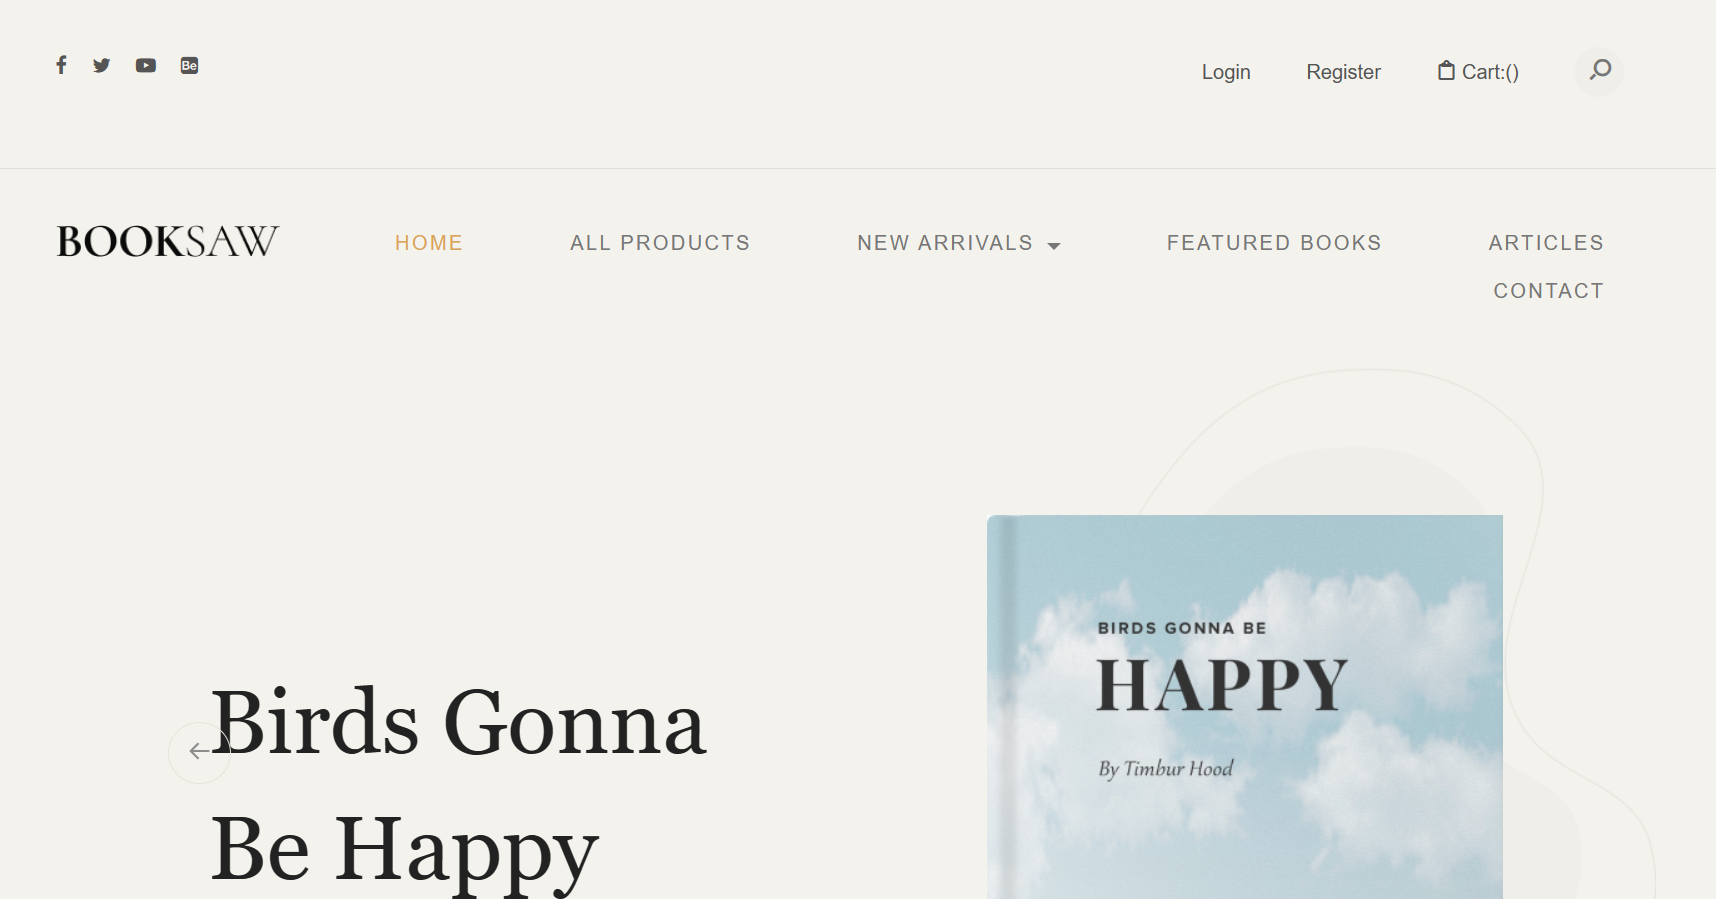 Be
Login Register Cart:()
BOOKSAW HOME ALL PRODUCTS NEW ARRIVALS FEATURED BOOKS ARTICLES
CONTACT
Birds Gonna
Be Happy
BIRDS GONNA BE
HAPPY
By Timbur Hood